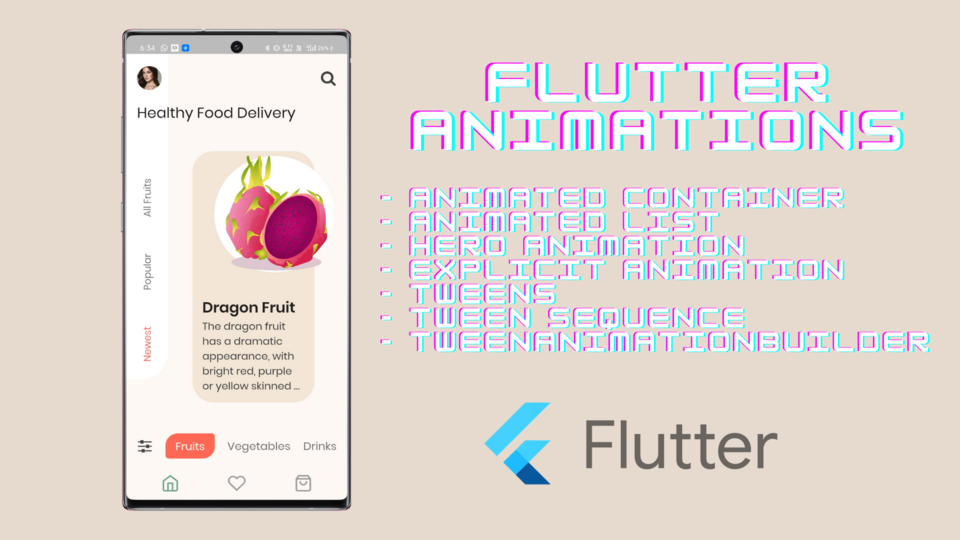 6:34
Healthy Food Delivery
All Fruits
Popular
Newest
Dragon Fruit
The dragon fruit
has a dramatic
appearance, with
bright red, purple
or yellow skinned ...
Fruits Vegetables Drinks
FLUTTER
ANIMATIONS
- ANIMATED CONTAINER
- ANIMATED LIST
- HERO ANIMATION
- EXPLICIT ANIMATION
- TWEENS
- TWEEN SEQUENCE
- TWEENANIMATIONBUILDER
Flutter